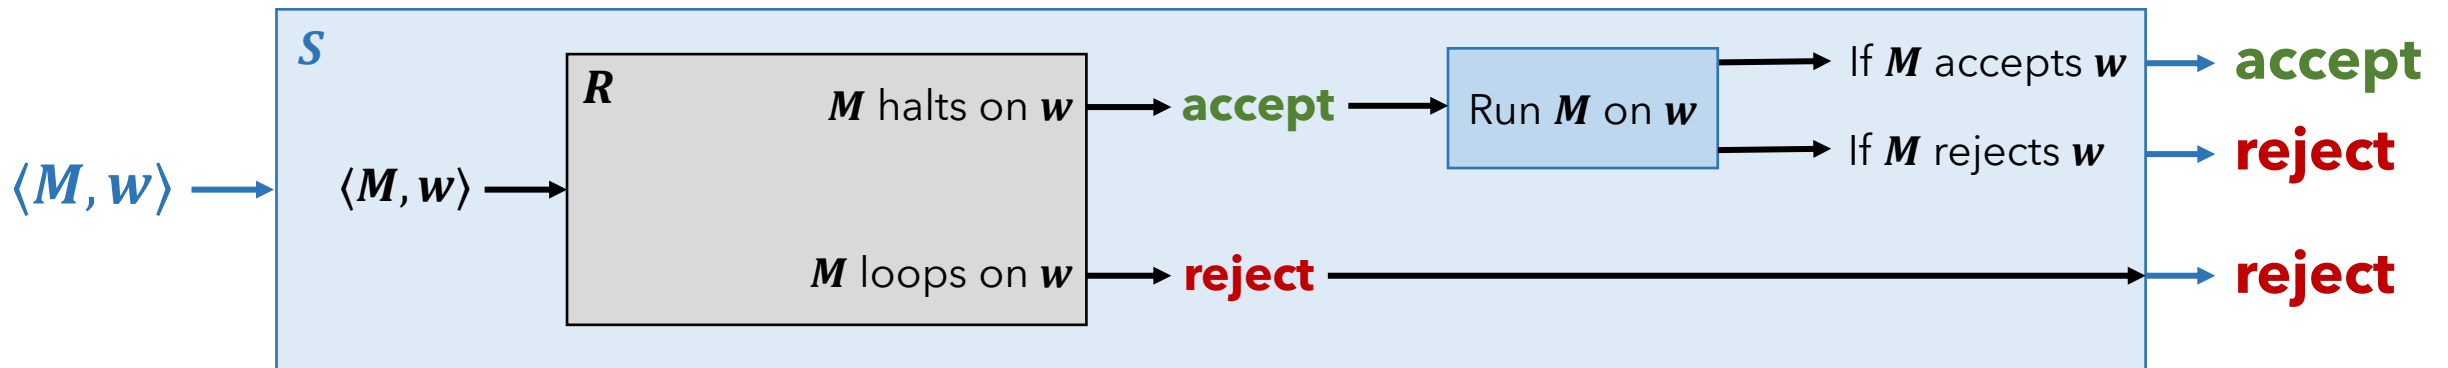 S
R
⟨M, w⟩
⟨M, w⟩
M halts on w
accept
Run M on w
If M accepts w
accept
If M rejects w
reject
M loops on w
reject
reject